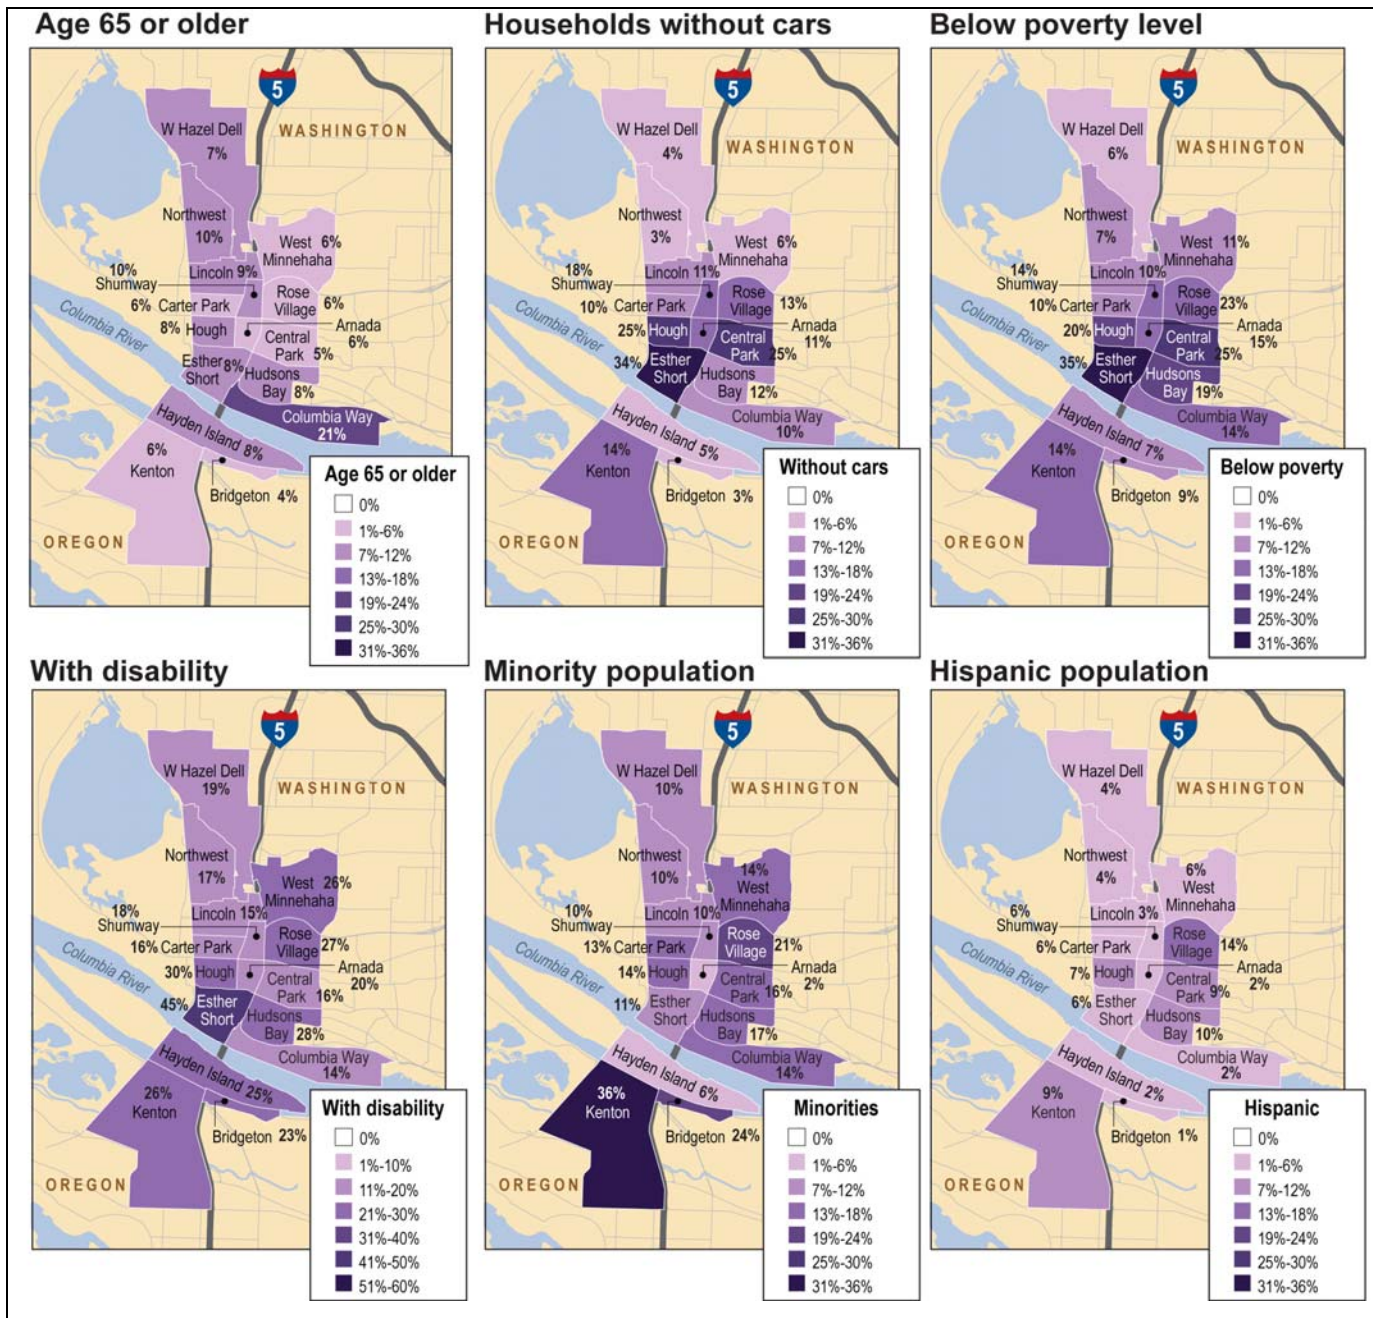 Age 65 or older
5
WASHINGTON
W Hazel Dell
7%
Northwest
10%
West 6%
Minnehaha
10%
Shumway
Lincoln 9%
6% Carter Park
Rose
Village
6%
8% Hough
Arnada
6%
Central
Park 5%
Columbia River
Esther
Short
8%
Hudsons
Bay 8%
Columbia Way
21%
Hayden Island 8%
6%
Kenton
Bridgeton 4%
OREGON
Age 65 or older
0%
1%-6%
7%-12%
13%-18%
19%-24%
25%-30%
31%-36%
Households without cars
5
WASHINGTON
W Hazel Dell
4%
Northwest
3%
West 6%
Minnehaha
18%
Shumway
Lincoln 11%
10%
Carter Park
Rose
Village
13%
25% Hough
Arnada
11%
Central
Park 25%
Columbia River
34% Esther
Short
Hudsons
Bay 12%
Columbia Way
10%
Hayden Island 5%
14%
Kenton
Bridgeton 3%
OREGON
Without cars
0%
1%-6%
7%-12%
13%-18%
19%-24%
25%-30%
31%-36%
Below poverty level
5
WASHINGTON
W Hazel Dell
6%
Northwest
7%
West 11%
Minnehaha
14%
Shumway
Lincoln 10%
10% Carter Park
Rose
Village
23%
20% Hough
Arnada
15%
Central
Park 25%
Columbia River
35% Esther
Short
Hudsons
Bay 19%
Columbia Way
14%
Hayden Island 7%
14%
Kenton
Bridgeton 9%
OREGON
Below poverty
0%
1%-6%
7%-12%
13%-18%
19%-24%
25%-30%
31%-36%
With disability
5
WASHINGTON
W Hazel Dell
19%
Northwest
17%
West 26%
Minnehaha
18%
Shumway
Lincoln 15%
16% Carter Park
Rose
Village
27%
30% Hough
Arnada
20%
Central
Park 16%
Columbia River
45% Esther
Short
Hudsons
Bay 28%
Columbia Way
14%
Hayden Island 25%
26%
Kenton
Bridgeton 23%
OREGON
With disability
0%
1%-10%
11%-20%
21%-30%
31%-40%
41%-50%
51%-60%
Minority population
5
WASHINGTON
W Hazel Dell
10%
Northwest
10%
14%
West
Minnehaha
10%
Shumway
Lincoln 10%
13% Carter Park
Rose
Village
21%
14% Hough
Arnada
2%
Central
Park 16%
Columbia River
11% Esther
Short
Hudsons
Bay 17%
Columbia Way
14%
Hayden Island 6%
36%
Kenton
Bridgeton 24%
OREGON
Minorities
0%
1%-6%
7%-12%
13%-18%
19%-24%
25%-30%
31%-36%
Hispanic population
5
WASHINGTON
W Hazel Dell
4%
Northwest
4%
6%
West
Minnehaha
6%
Shumway
Lincoln 3%
6% Carter Park
Rose
Village
14%
7% Hough
Arnada
2%
Central
Park 9%
Columbia River
6% Esther
Short
Hudsons
Bay 10%
Columbia Way
2%
Hayden Island 2%
9%
Kenton
Bridgeton 1%
OREGON
Hispanic
0%
1%-6%
7%-12%
13%-18%
19%-24%
25%-30%
31%-36%